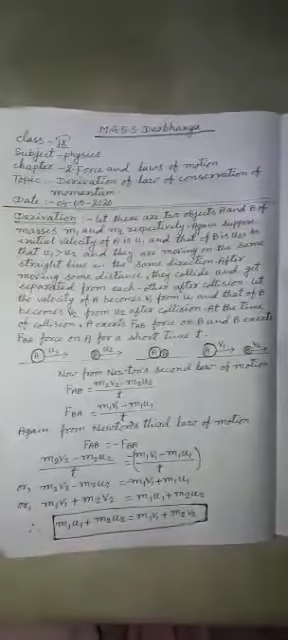 M.G.S.S Darbhanga
class - IX
Subject - physics
chapter - 2 Force and laws of motion
Topic :- Derivation of law of conservation of
momentum.
Date :- 04-05-2020
Derivation :- Let there are two objects A and B of
masses m1 and m2 respectively. Again suppose
initial velocity of A is u1 and that of B is u2 so
that u1 > u2 and they are moving on the same
straight line in the same direction. After
moving some distance, they collide and get
separated from each other after collision. Let
the velocity of A becomes v1 from u1 and that of B
becomes v2 from u2 after collision. At the time
of collision, A exerts FAB force on B and B exerts
FBA force on A for a short time t.
A u1 B u2 A B A v1 B v2
Now from Newton's second law of motion
FAB = m2v2 - m2u2 / t
FBA = m1v1 - m1u1 / t
Again from Newton's third law of motion
FAB = - FBA
m2v2 - m2u2 / t = -(m1v1 - m1u1 / t)
or, m2v2 - m2u2 = -m1v1 + m1u1
or, m1v1 + m2v2 = m1u1 + m2u2
∴ m1u1 + m2u2 = m1v1 + m2v2